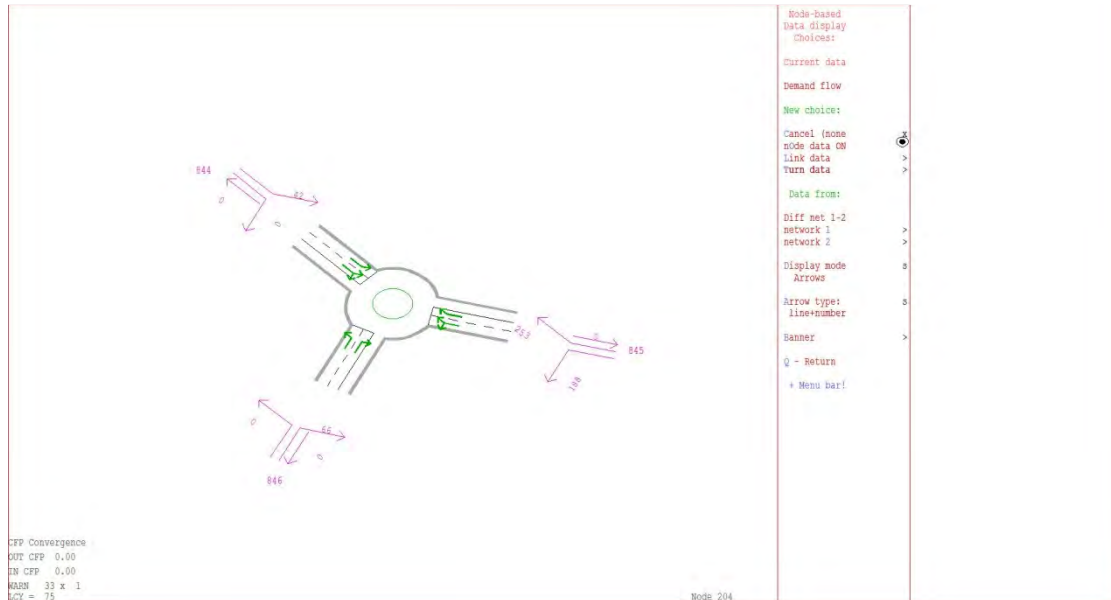 Node-based
Data display
Choices:
Current data
Demand flow
New choice:
Cancel (none x
nOde data ON
Link data >
Turn data >
Data from:
Diff net 1-2
network 1 >
network 2 >
Display mode s
Arrows
Arrow type: s
line+number
Banner >
Q - Return
+ Menu bar!
844
82
0
0
253
0
845
188
0
66
0
846
CFP Convergence
OUT CFP 0.00
IN CFP 0.00
WARN 33 x 1
LCY = 75
Node 204